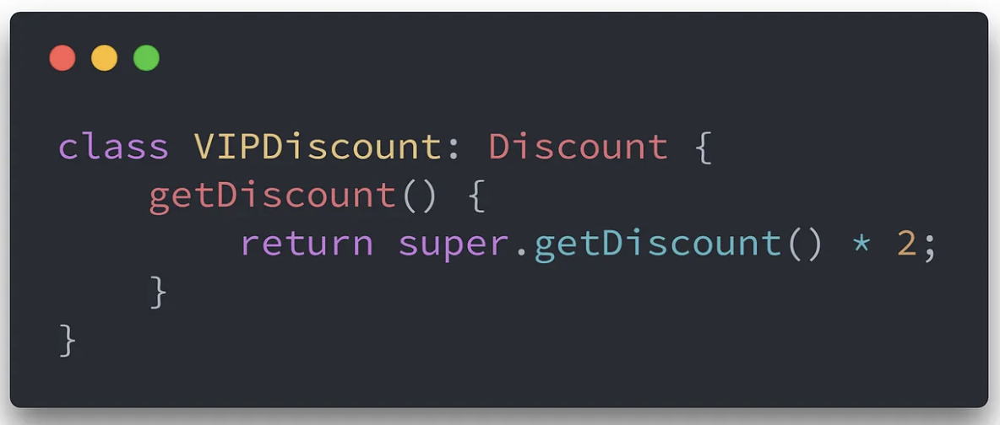 class VIPDiscount: Discount {
    getDiscount() {
        return super.getDiscount() * 2;
    }
}